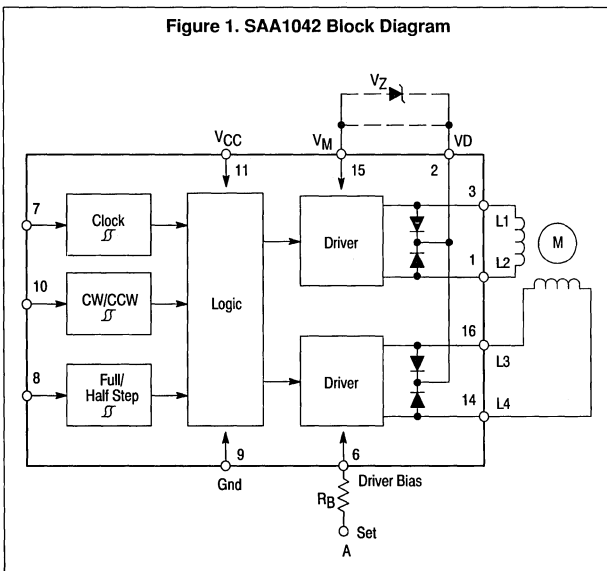 Figure 1. SAA1042 Block Diagram
VZ
VCC
VM
VD
11
15
2
7
Clock
3
L1
Driver
M
1
L2
10
CW/CCW
Logic
16
L3
8
Full/
Half Step
Driver
14
L4
9
6
Gnd
Driver Bias
RB
Set
A